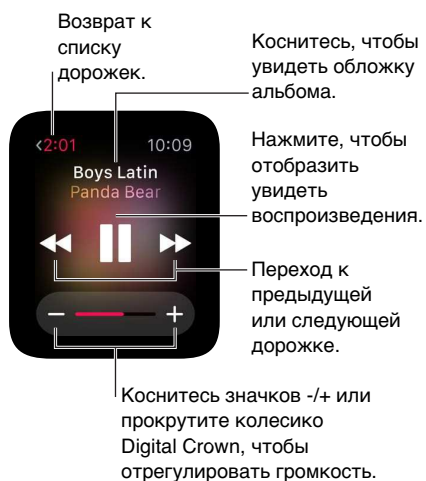 Возврат к
списку
дорожек.
Коснитесь, чтобы
увидеть обложку
альбома.
<2:01 10:09
Boys Latin
Panda Bear
Нажмите, чтобы
отобразить
увидеть
воспроизведения.
Переход к
предыдущей
или следующей
дорожке.
Коснитесь значков -/+ или
прокрутите колесико
Digital Crown, чтобы
отрегулировать громкость.